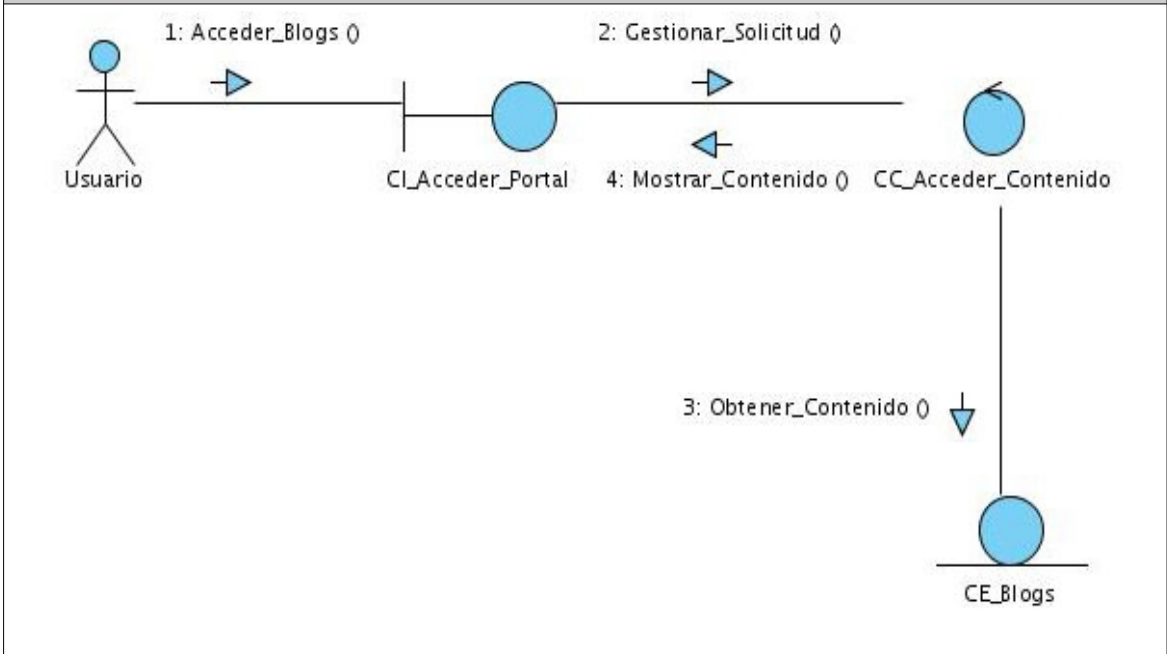 1: Acceder_Blogs ()
2: Gestionar_Solicitud ()
Usuario
CI_Acceder_Portal
4: Mostrar_Contenido ()
CC_Acceder_Contenido
3: Obtener_Contenido ()
CE_Blogs